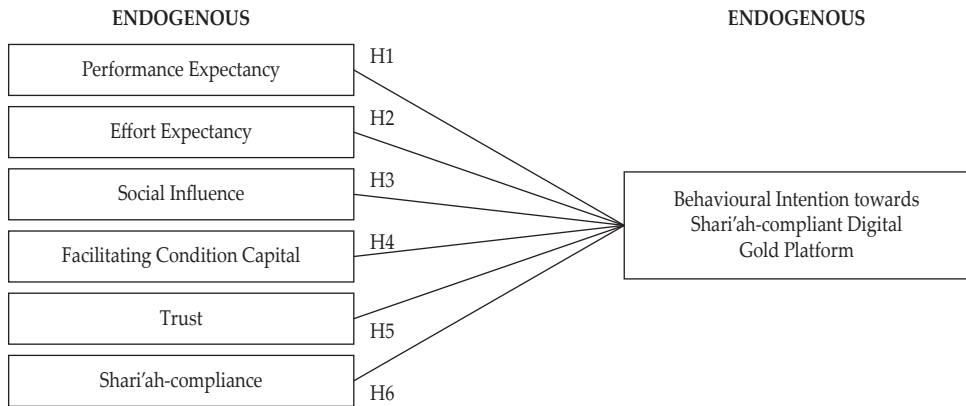 ENDOGENOUS
ENDOGENOUS
Performance Expectancy
H1
Effort Expectancy
H2
Social Influence
H3
Facilitating Condition Capital
H4
Trust
H5
Shari'ah-compliance
H6
Behavioural Intention towards
Shari'ah-compliant Digital
Gold Platform